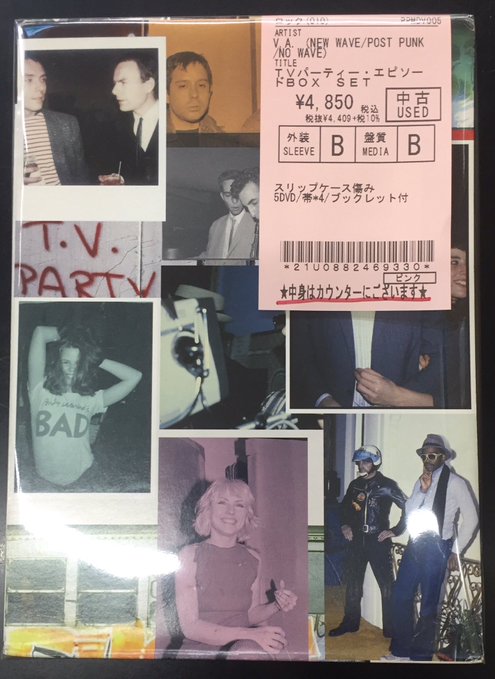 ロック(010) PPMDV005
ARTIST
V.A. (NEW WAVE/POST PUNK
/NO WAVE)
TITLE
T.Vパーティー・エピソー
ドBOX SET
¥4,850 税込
税抜¥4,409+税10%
中古
USED
外装
SLEEVE
B
盤質
MEDIA
B
スリップケース傷み
5DVD/帯*4/ブックレット付
*21U0882469330*
ピンク
★中身はカウンターにございます★
T.V.
PARTY
BAD